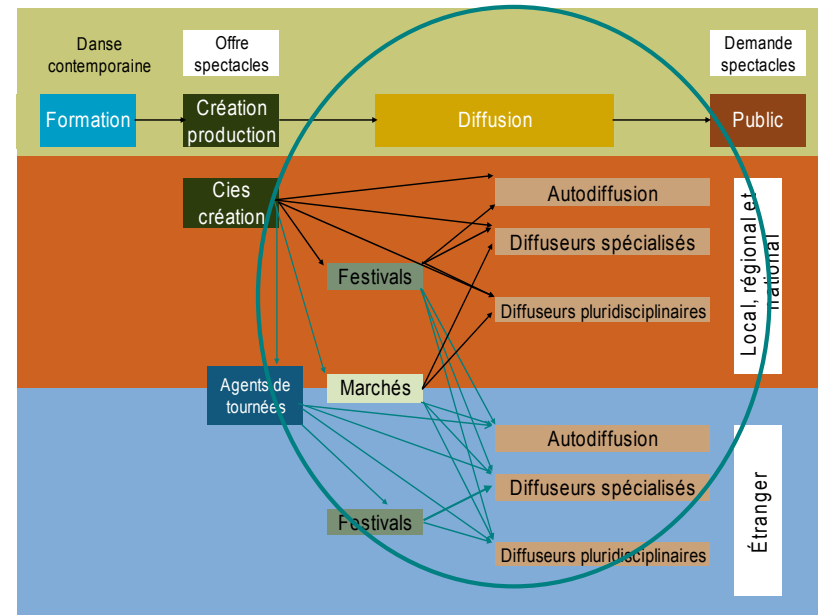 Danse
contemporaine
Offre
spectacles
Demande
spectacles
Formation
Création
production
Diffusion
Public
Cies
création
Autodiffusion
Diffuseurs spécialisés
Festivals
Diffuseurs pluridisciplinaires
Local, régional et
national
Agents de
tournées
Marchés
Autodiffusion
Diffuseurs spécialisés
Festivals
Diffuseurs pluridisciplinaires
Étranger